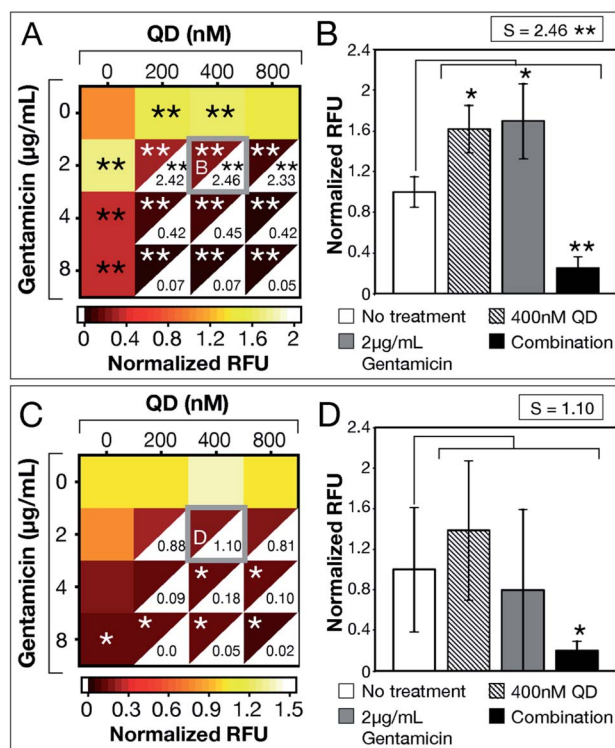 A
QD (nM)
0 200 400 800
Gentamicin (µg/mL)
0 ** **
2 ** ** ** 2.42 ** B ** 2.46 ** ** 2.33
4 ** ** 0.42 ** 0.45 ** 0.42
8 ** ** 0.07 ** 0.07 ** 0.05
0 0.4 0.8 1.2 1.6 2
Normalized RFU
B
S = 2.46 **
Normalized RFU
2.4
2.0
1.6
1.2
0.8
0.4
0
* * **
No treatment
400nM QD
2µg/mL Gentamicin
Combination
C
QD (nM)
0 200 400 800
Gentamicin (µg/mL)
0
2 0.88 D 1.10 0.81
4 0.09 * 0.18 * 0.10
8 * * 0.0 * 0.05 * 0.02
0 0.3 0.6 0.9 1.2 1.5
Normalized RFU
D
S = 1.10
Normalized RFU
2.4
2.0
1.6
1.2
0.8
0.4
0
*
No treatment
400nM QD
2µg/mL Gentamicin
Combination